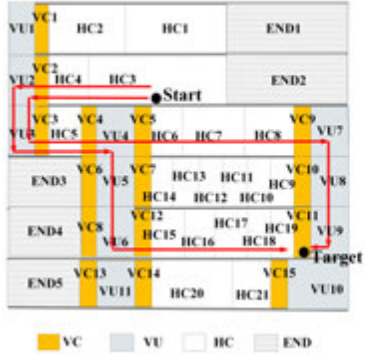 VU1 VC1 HC2 HC1 END1
VU2 VC2 HC4 HC3 END2
Start
VU3 VC3 HC5 VC4 VU4 VC5 HC6 HC7 HC8 VC9 VU7
END3 VC6 VU5 VC7 HC14 HC13 HC12 HC11 HC10 HC9 VC10 VU8
END4 VC8 VU6 VC12 HC15 HC16 HC17 HC18 HC19 VC11 VU9
Target
END5 VC13 VU11 VC14 HC20 HC21 VC15 VU10
VC VU HC END